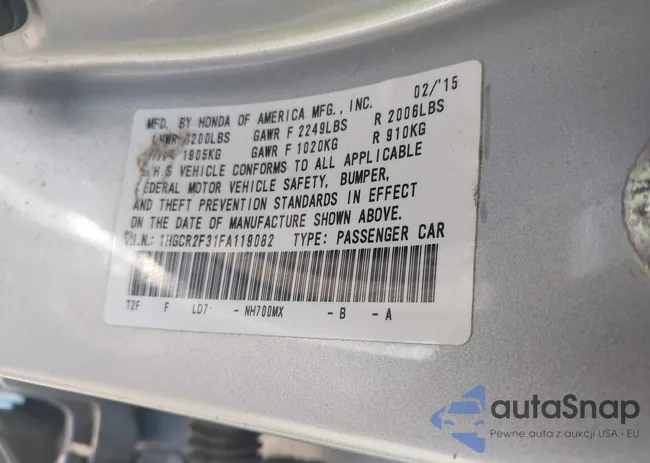 MFD. BY HONDA OF AMERICA MFG., INC. 02/'15
GAWR F 2249LBS R 2006LBS
1805KG GAWR F 1020KG R 910KG
VEHICLE CONFORMS TO ALL APPLICABLE
FEDERAL MOTOR VEHICLE SAFETY, BUMPER,
AND THEFT PREVENTION STANDARDS IN EFFECT
ON THE DATE OF MANUFACTURE SHOWN ABOVE.
V.I.N.: 1HGCR2F31FA119082 TYPE: PASSENGER CAR
T2F F LD7- -NH700MX -B -A
autaSnap
Pewne auta z aukcji USA i EU